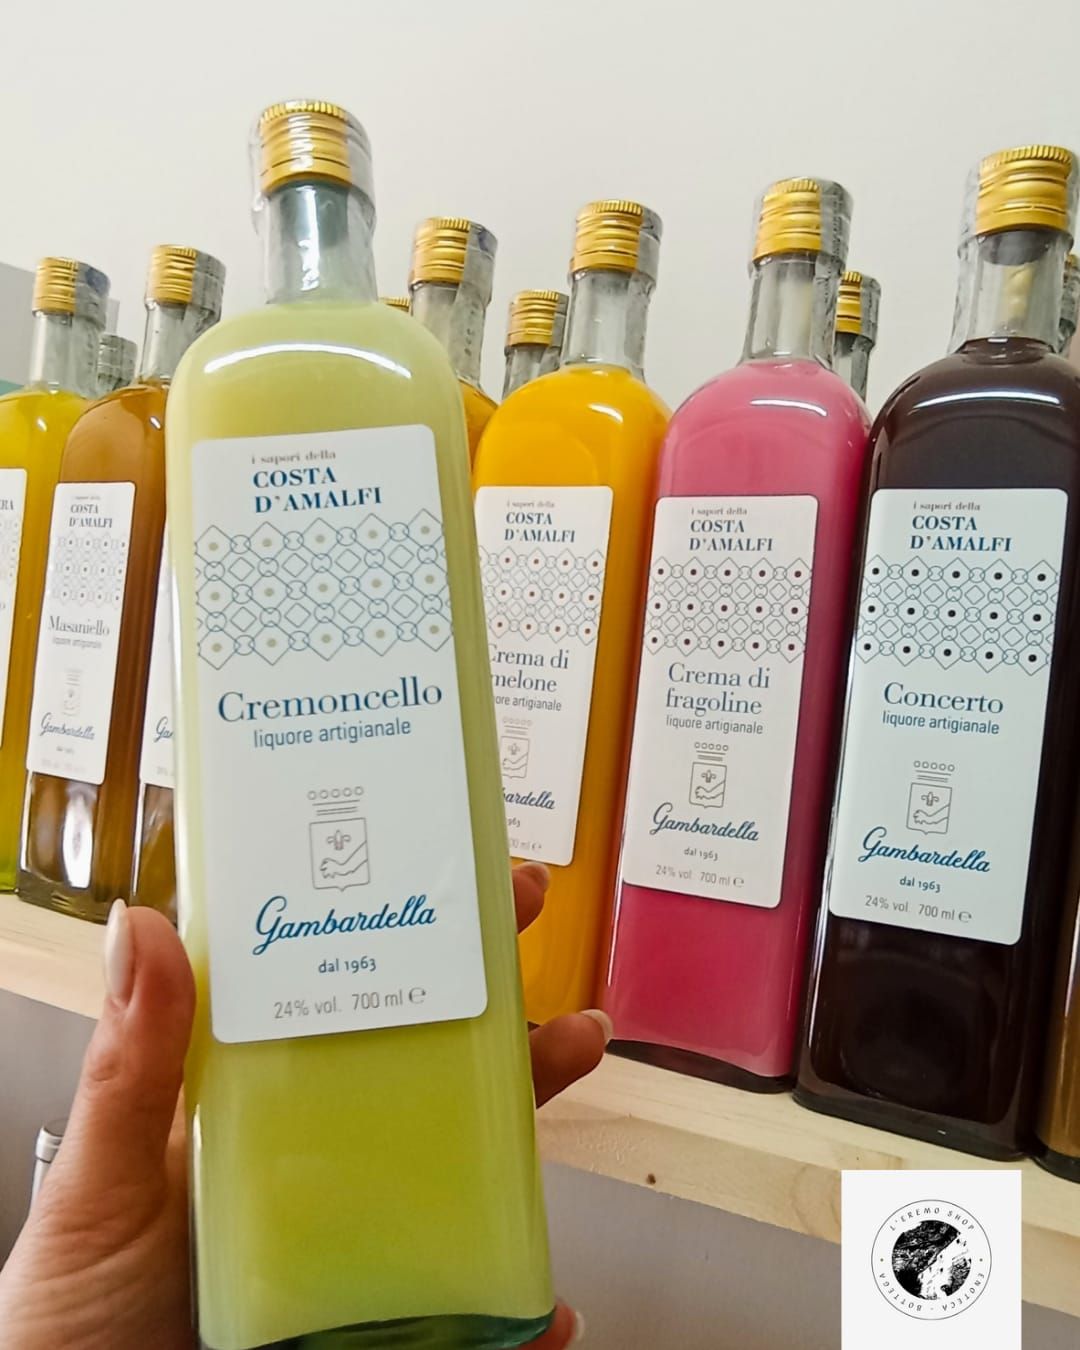 i sapori della
COSTA
D'AMALFI
Cremoncello
liquore artigianale
Gambardella
dal 1963
24% vol. 700 ml e
RA
i sapori della
COSTA
D'AMALFI
Masaniello
liquore artigianale
Gambardella
dal 1963
i sapori della
COSTA
D'AMALFI
Crema di
melone
liquore artigianale
i sapori della
COSTA
D'AMALFI
Crema di
fragoline
liquore artigianale
Gambardella
dal 1963
24% vol. 700 ml e
i sapori della
COSTA
D'AMALFI
Concerto
liquore artigianale
Gambardella
dal 1963
24% vol. 700 ml e
L'EREMO SHOP
BOTTEGA - ENOTECA